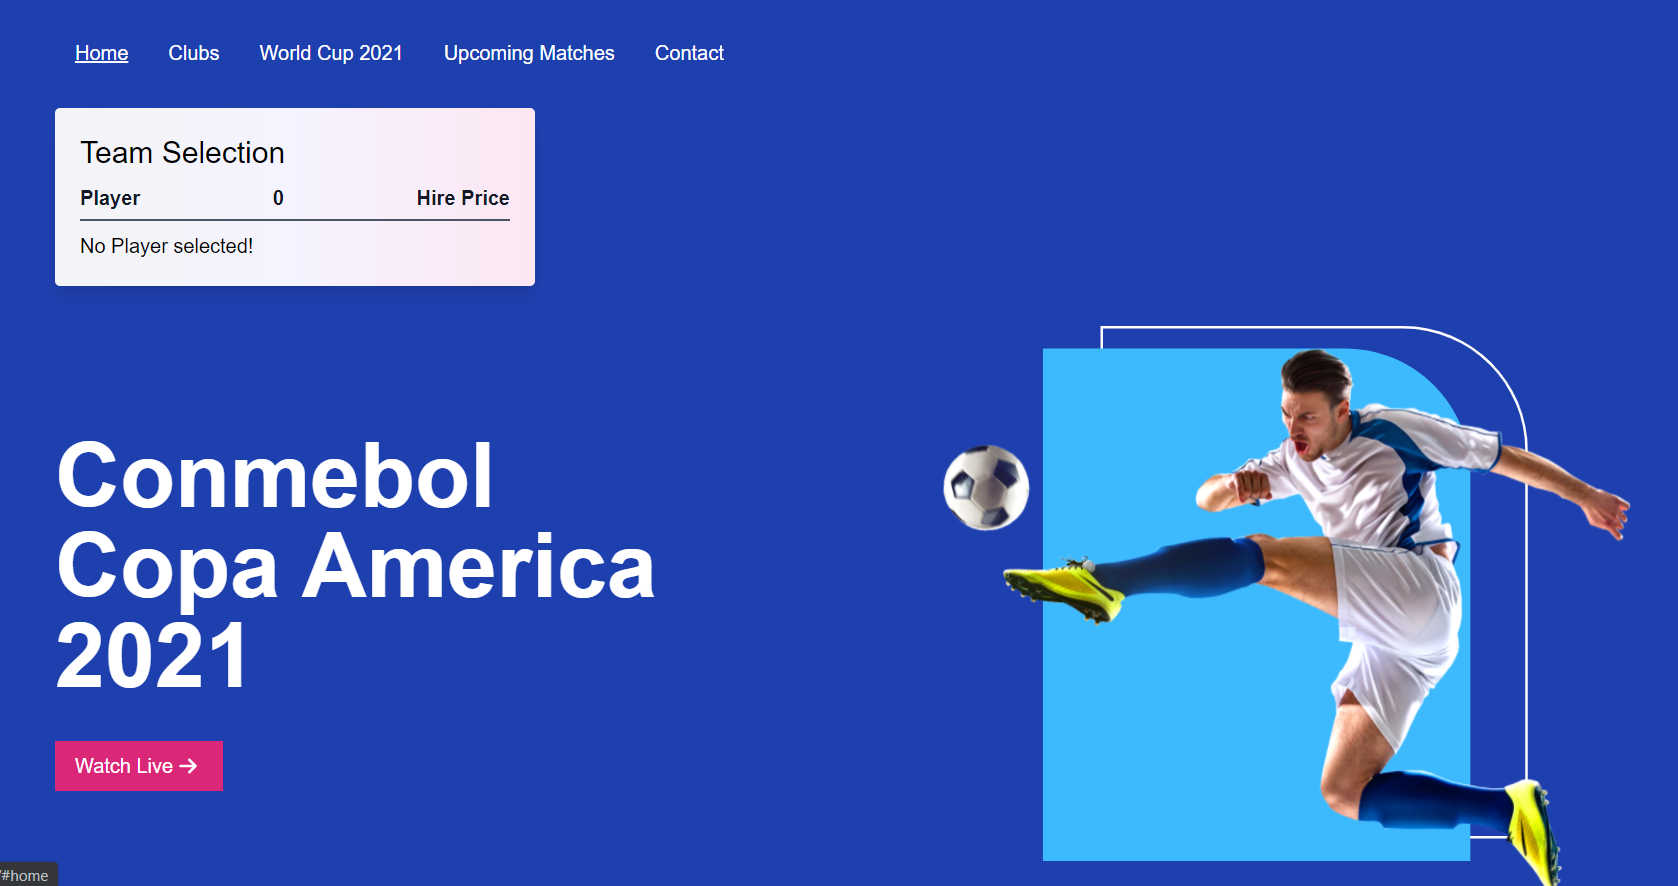 Home Clubs World Cup 2021 Upcoming Matches Contact
Team Selection
Player 0 Hire Price
No Player selected!
Conmebol
Copa America
2021
Watch Live →
/#home